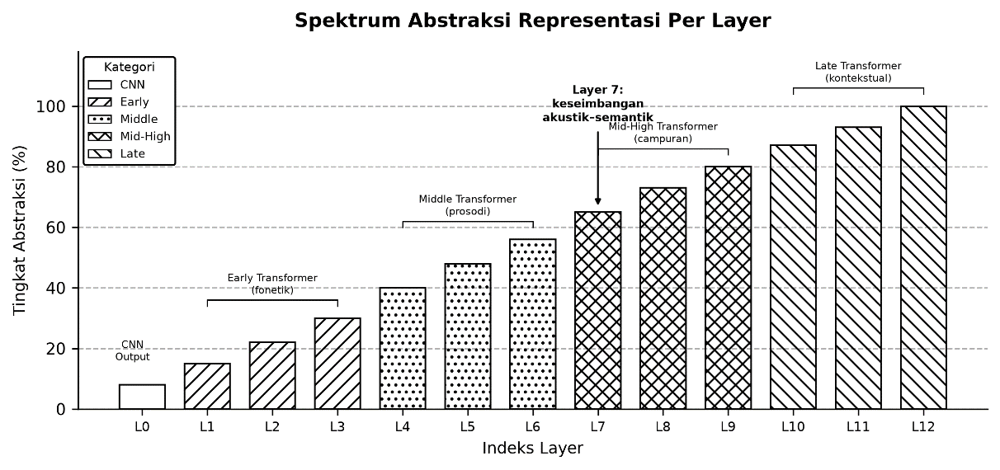 Spektrum Abstraksi Representasi Per Layer
Kategori
CNN
Early
Middle
Mid-High
Late
Tingkat Abstraksi (%)
100
80
60
40
20
0
CNN
Output
Early Transformer
(fonetik)
Middle Transformer
(prosodi)
Layer 7:
keseimbangan
akustik–semantik
Mid-High Transformer
(campuran)
Late Transformer
(kontekstual)
L0 L1 L2 L3 L4 L5 L6 L7 L8 L9 L10 L11 L12
Indeks Layer